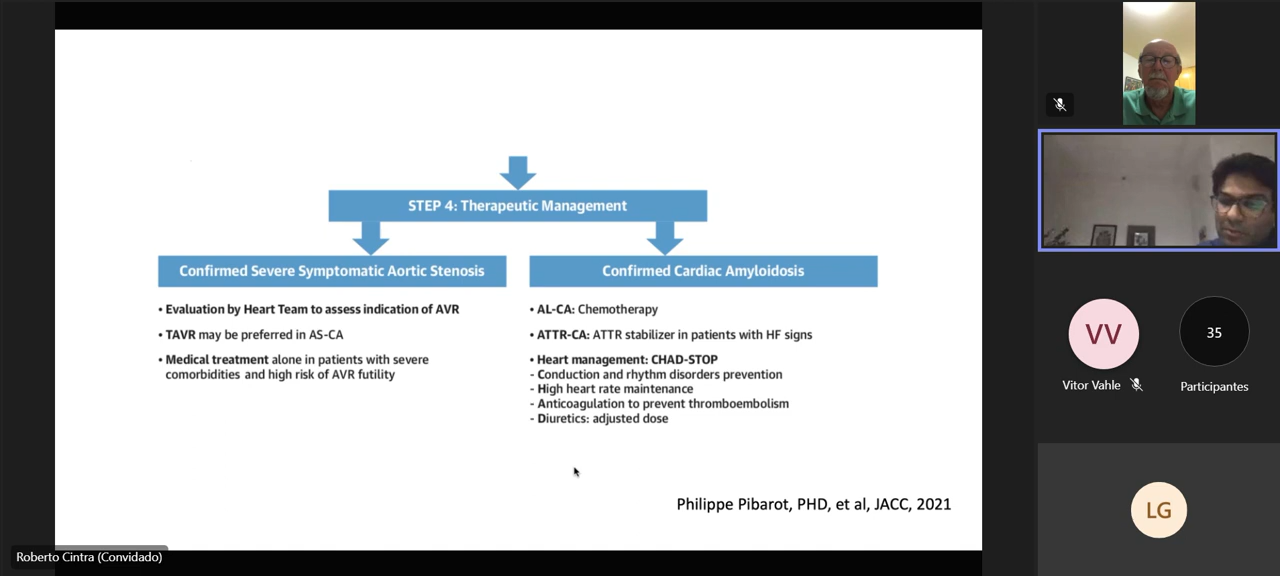 STEP 4: Therapeutic Management
Confirmed Severe Symptomatic Aortic Stenosis
• Evaluation by Heart Team to assess indication of AVR
• TAVR may be preferred in AS-CA
• Medical treatment alone in patients with severe
comorbidities and high risk of AVR futility
Confirmed Cardiac Amyloidosis
• AL-CA: Chemotherapy
• ATTR-CA: ATTR stabilizer in patients with HF signs
• Heart management: CHAD-STOP
- Conduction and rhythm disorders prevention
- High heart rate maintenance
- Anticoagulation to prevent thromboembolism
- Diuretics: adjusted dose
Philippe Pibarot, PHD, et al, JACC, 2021
Roberto Cintra (Convidado)
VV
Vitor Vahle
35
Participantes
LG